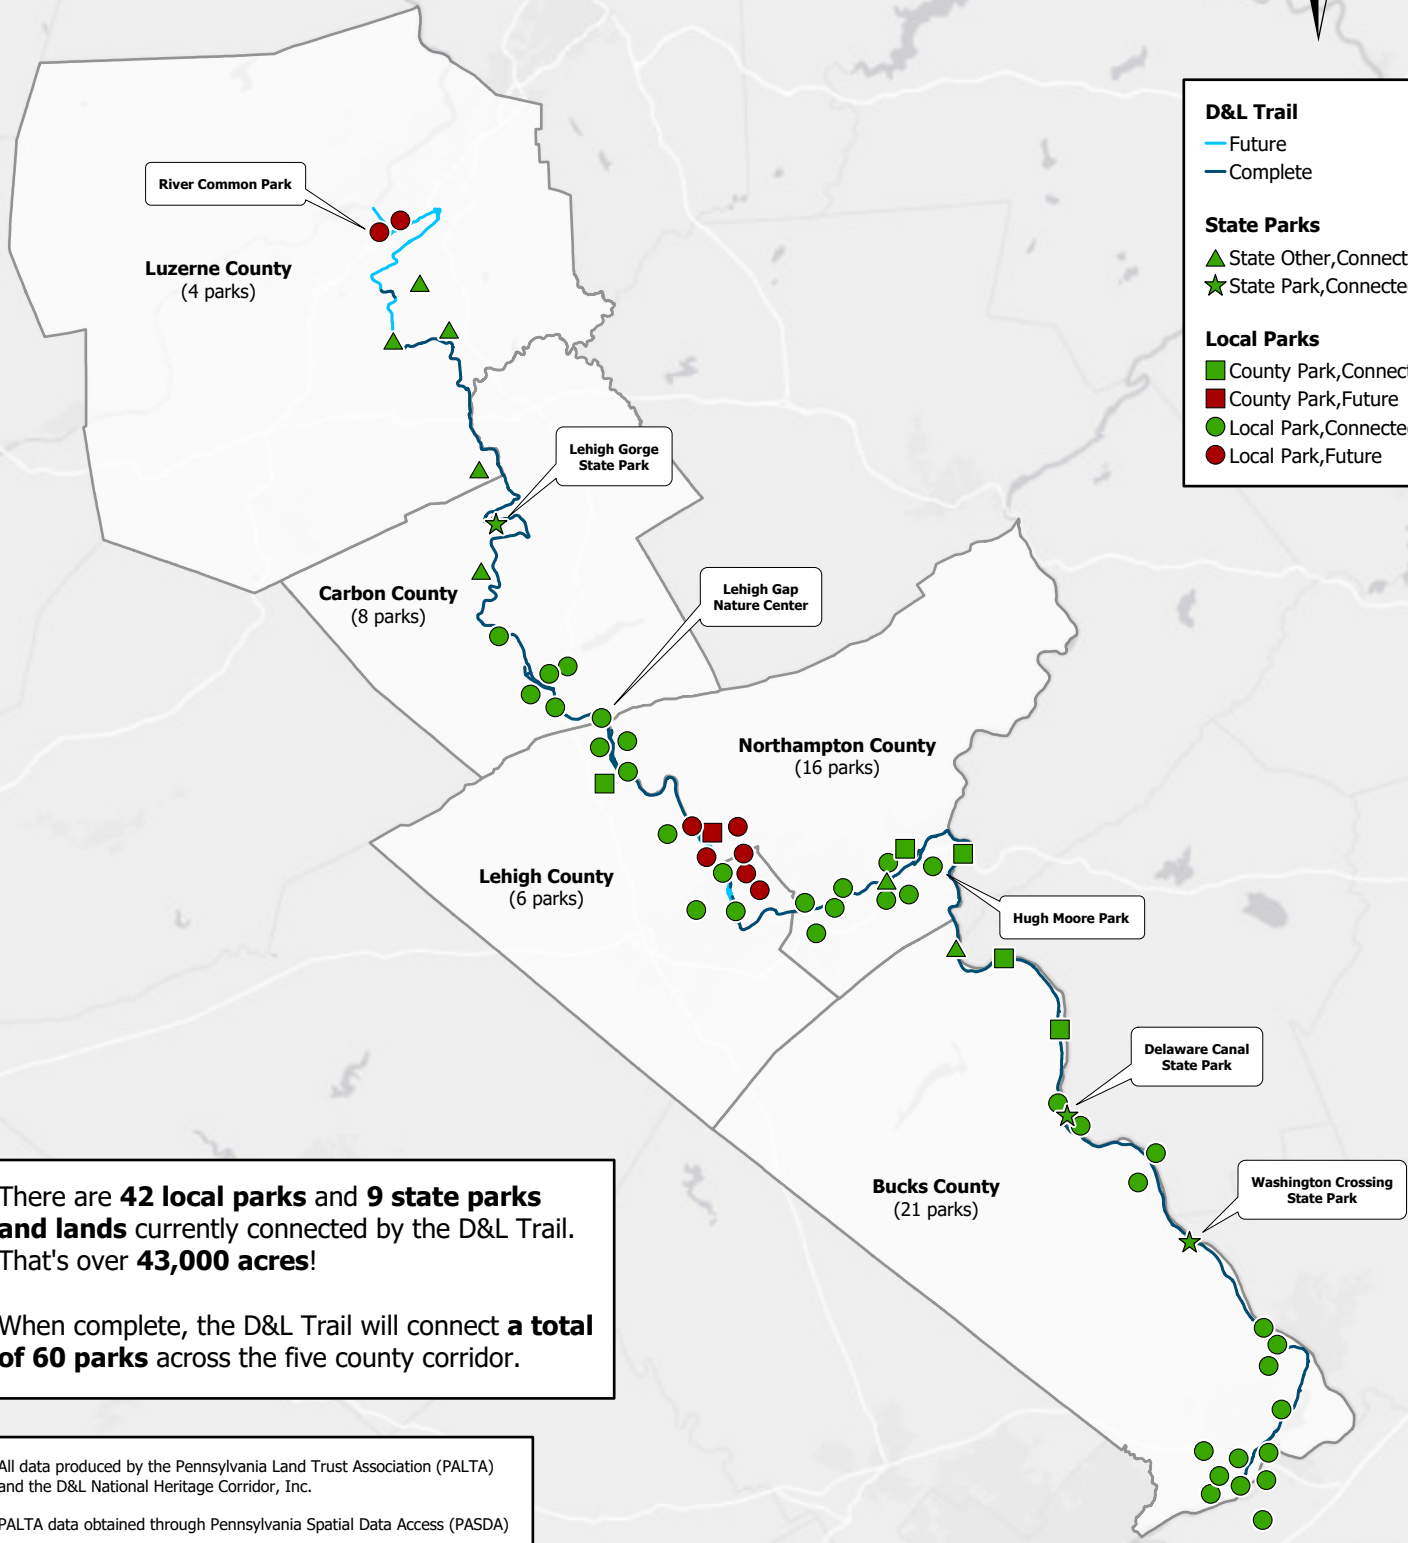 D&L Trail
Future
Complete
State Parks
State Other,Connect
State Park,Connecte
Local Parks
County Park,Connect
County Park,Future
Local Park,Connecte
Local Park,Future
River Common Park
Luzerne County
(4 parks)
Lehigh Gorge
State Park
Carbon County
(8 parks)
Lehigh Gap
Nature Center
Northampton County
(16 parks)
Lehigh County
(6 parks)
Hugh Moore Park
Delaware Canal
State Park
Bucks County
(21 parks)
Washington Crossing
State Park
There are 42 local parks and 9 state parks
and lands currently connected by the D&L Trail.
That's over 43,000 acres!
When complete, the D&L Trail will connect a total
of 60 parks across the five county corridor.
All data produced by the Pennsylvania Land Trust Association (PALTA)
and the D&L National Heritage Corridor, Inc.
PALTA data obtained through Pennsylvania Spatial Data Access (PASDA)